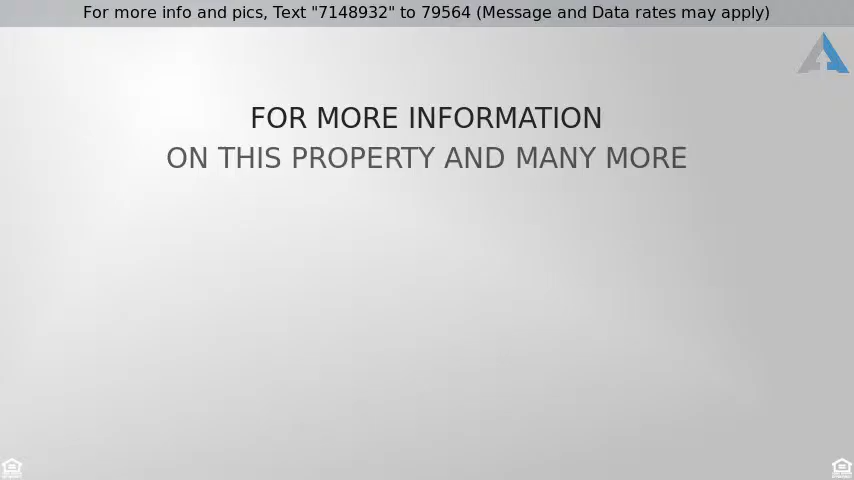 For more info and pics, Text "7148932" to 79564 (Message and Data rates may apply)
FOR MORE INFORMATION
ON THIS PROPERTY AND MANY MORE